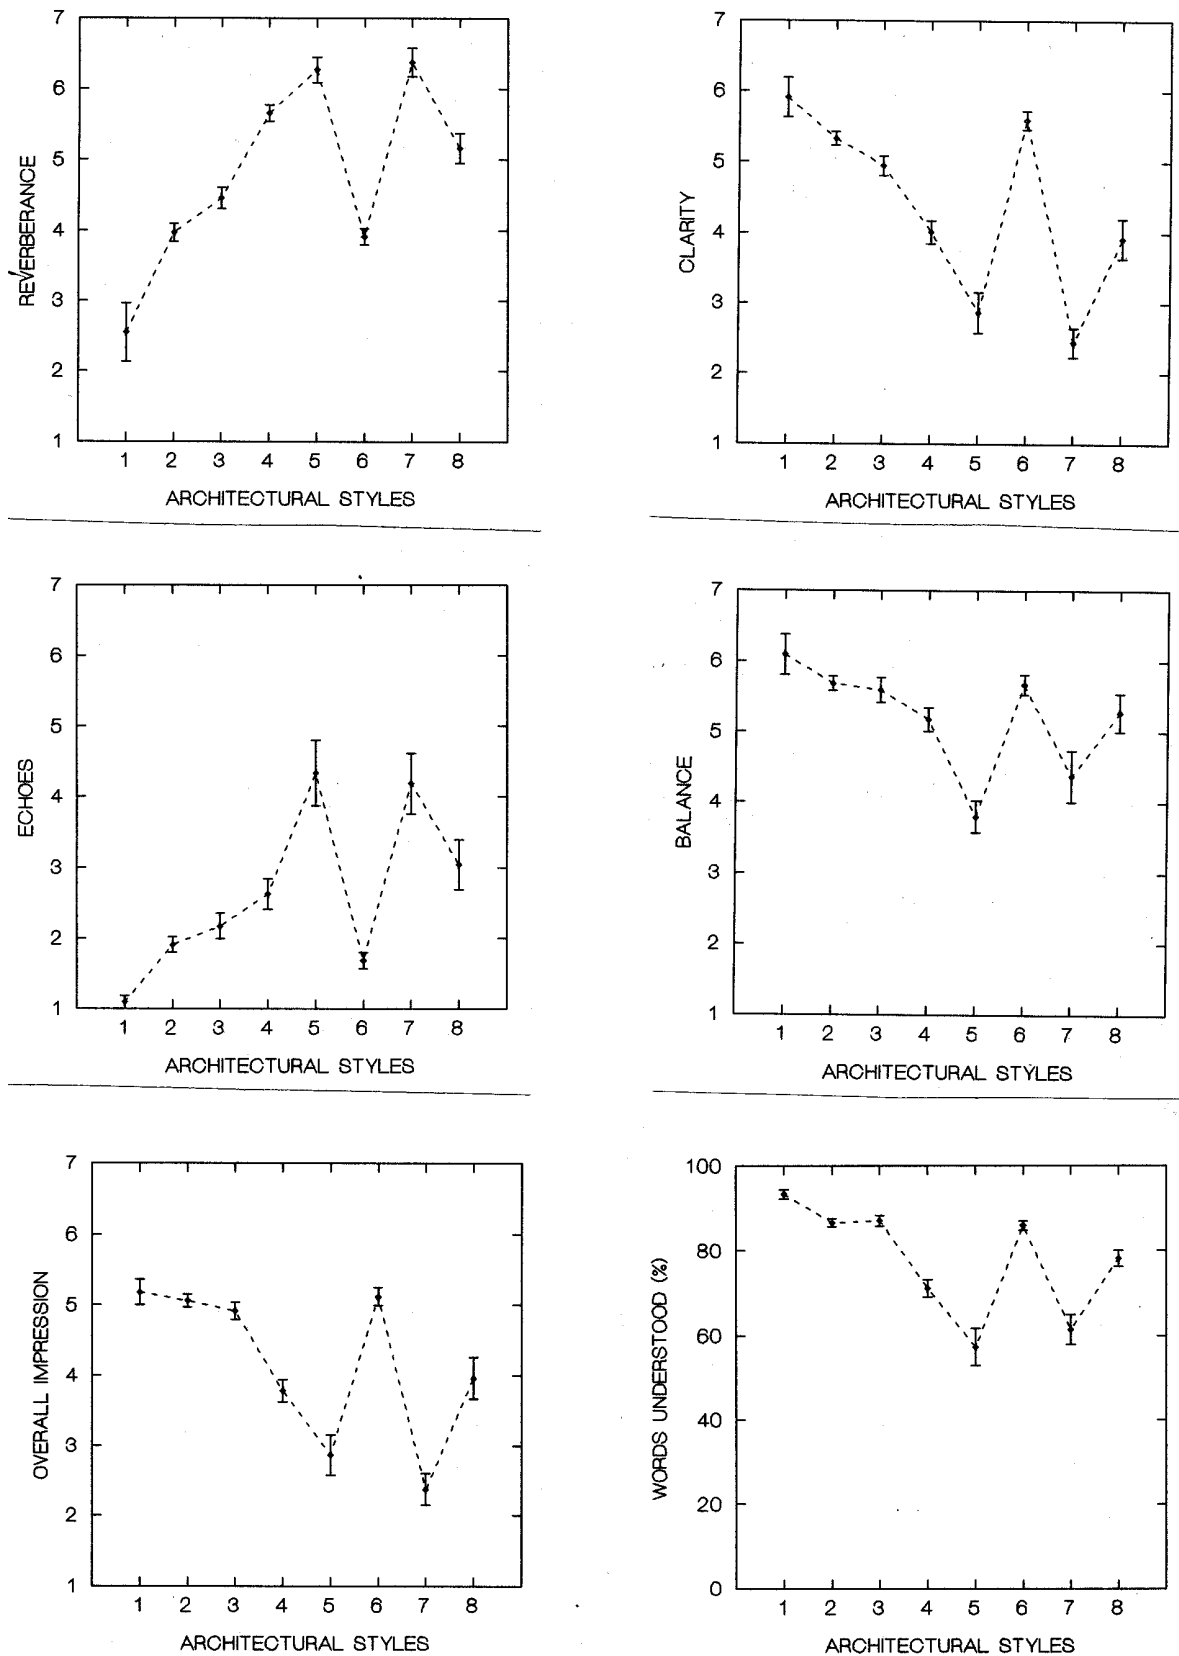 7
6
5
4
3
2
1
REVERBERANCE
1 2 3 4 5 6 7 8
ARCHITECTURAL STYLES
7
6
5
4
3
2
1
CLARITY
1 2 3 4 5 6 7 8
ARCHITECTURAL STYLES
7
6
5
4
3
2
1
ECHOES
1 2 3 4 5 6 7 8
ARCHITECTURAL STYLES
7
6
5
4
3
2
1
BALANCE
1 2 3 4 5 6 7 8
ARCHITECTURAL STYLES
7
6
5
4
3
2
1
OVERALL IMPRESSION
1 2 3 4 5 6 7 8
ARCHITECTURAL STYLES
100
80
60
40
20
0
WORDS UNDERSTOOD (%)
1 2 3 4 5 6 7 8
ARCHITECTURAL STYLES